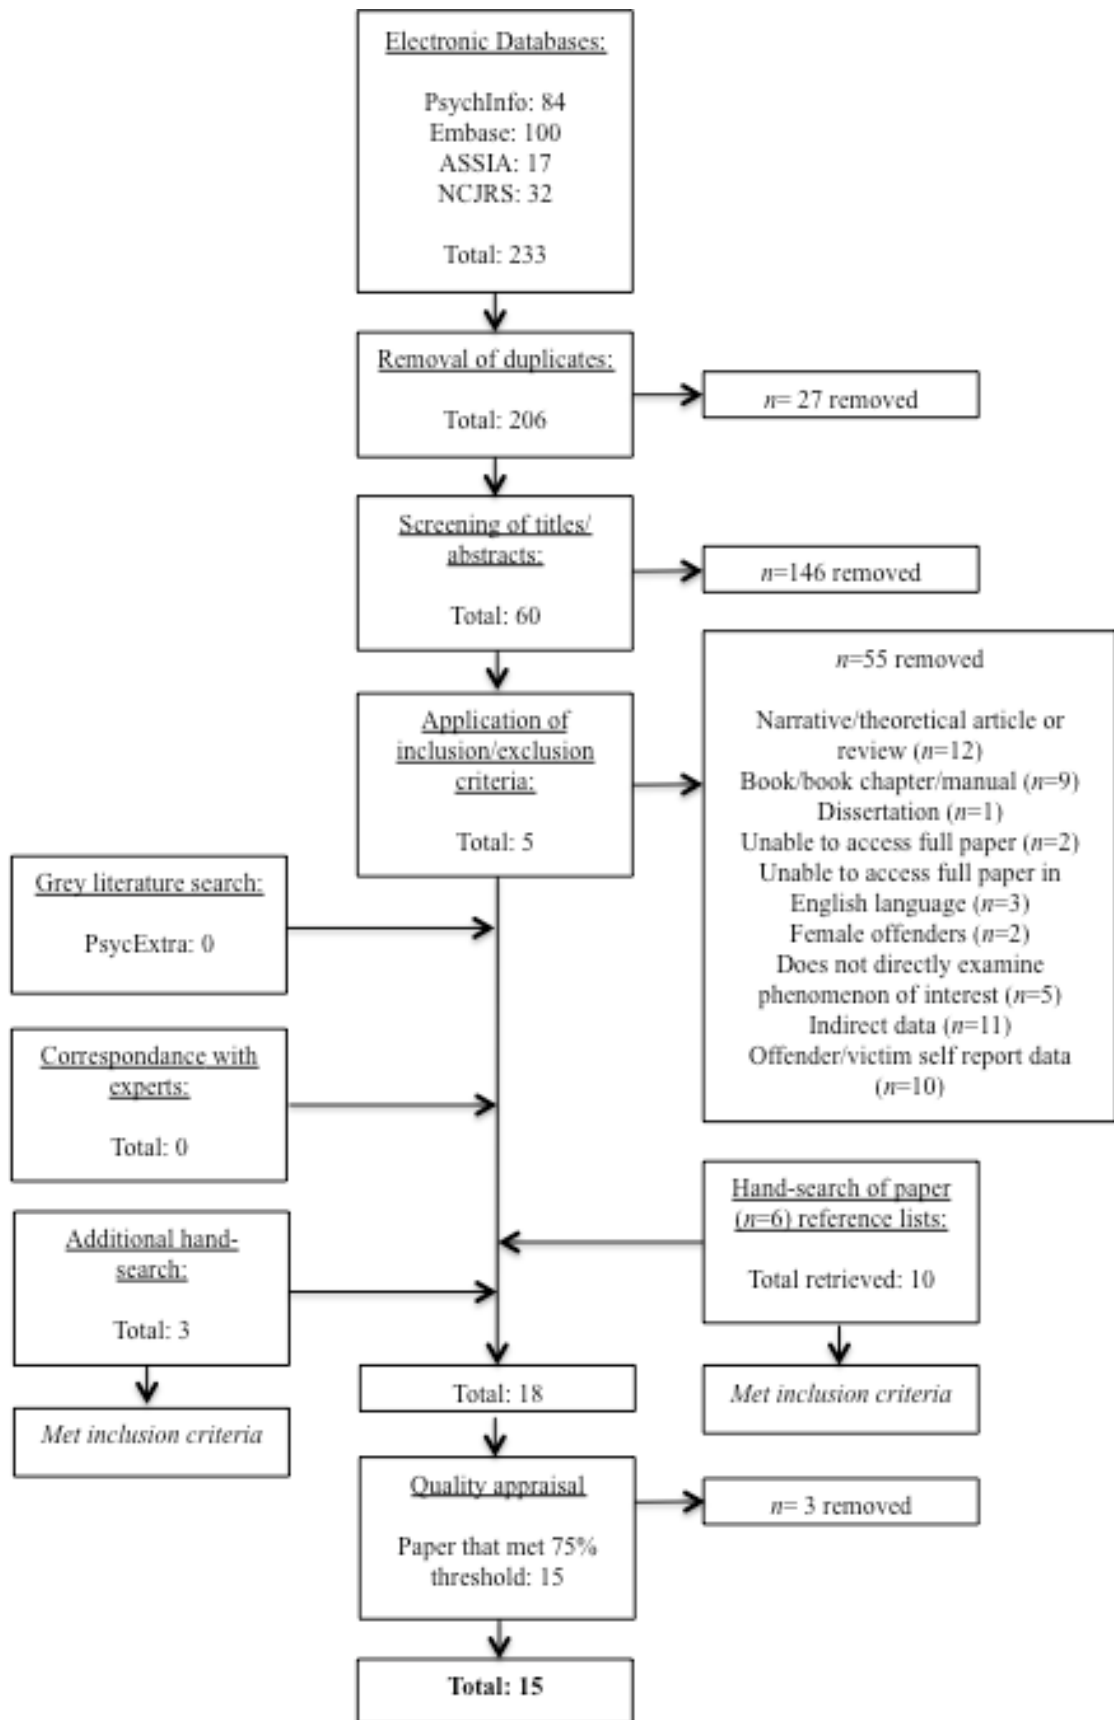 Electronic Databases:
PsychInfo: 84
Embase: 100
ASSIA: 17
NCJRS: 32
Total: 233
Removal of duplicates:
Total: 206
n= 27 removed
Screening of titles/
abstracts:
Total: 60
n=146 removed
Application of
inclusion/exclusion
criteria:
Total: 5
n=55 removed
Narrative/theoretical article or
review (n=12)
Book/book chapter/manual (n=9)
Dissertation (n=1)
Unable to access full paper (n=2)
Unable to access full paper in
English language (n=3)
Female offenders (n=2)
Does not directly examine
phenomenon of interest (n=5)
Indirect data (n=11)
Offender/victim self report data
(n=10)
Grey literature search:
PsycExtra: 0
Correspondance with
experts:
Total: 0
Hand-search of paper
(n=6) reference lists:
Total retrieved: 10
Met inclusion criteria
Additional hand-
search:
Total: 3
Met inclusion criteria
Total: 18
Quality appraisal
Paper that met 75%
threshold: 15
n= 3 removed
Total: 15